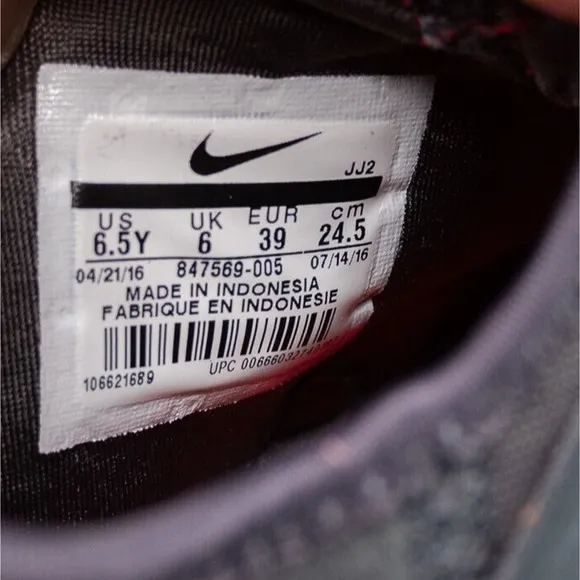 JJ2
US UK EUR cm
6.5Y 6 39 24.5
04/21/16 847569-005 07/14/16
MADE IN INDONESIA
FABRIQUE EN INDONESIE
UPC
106621689